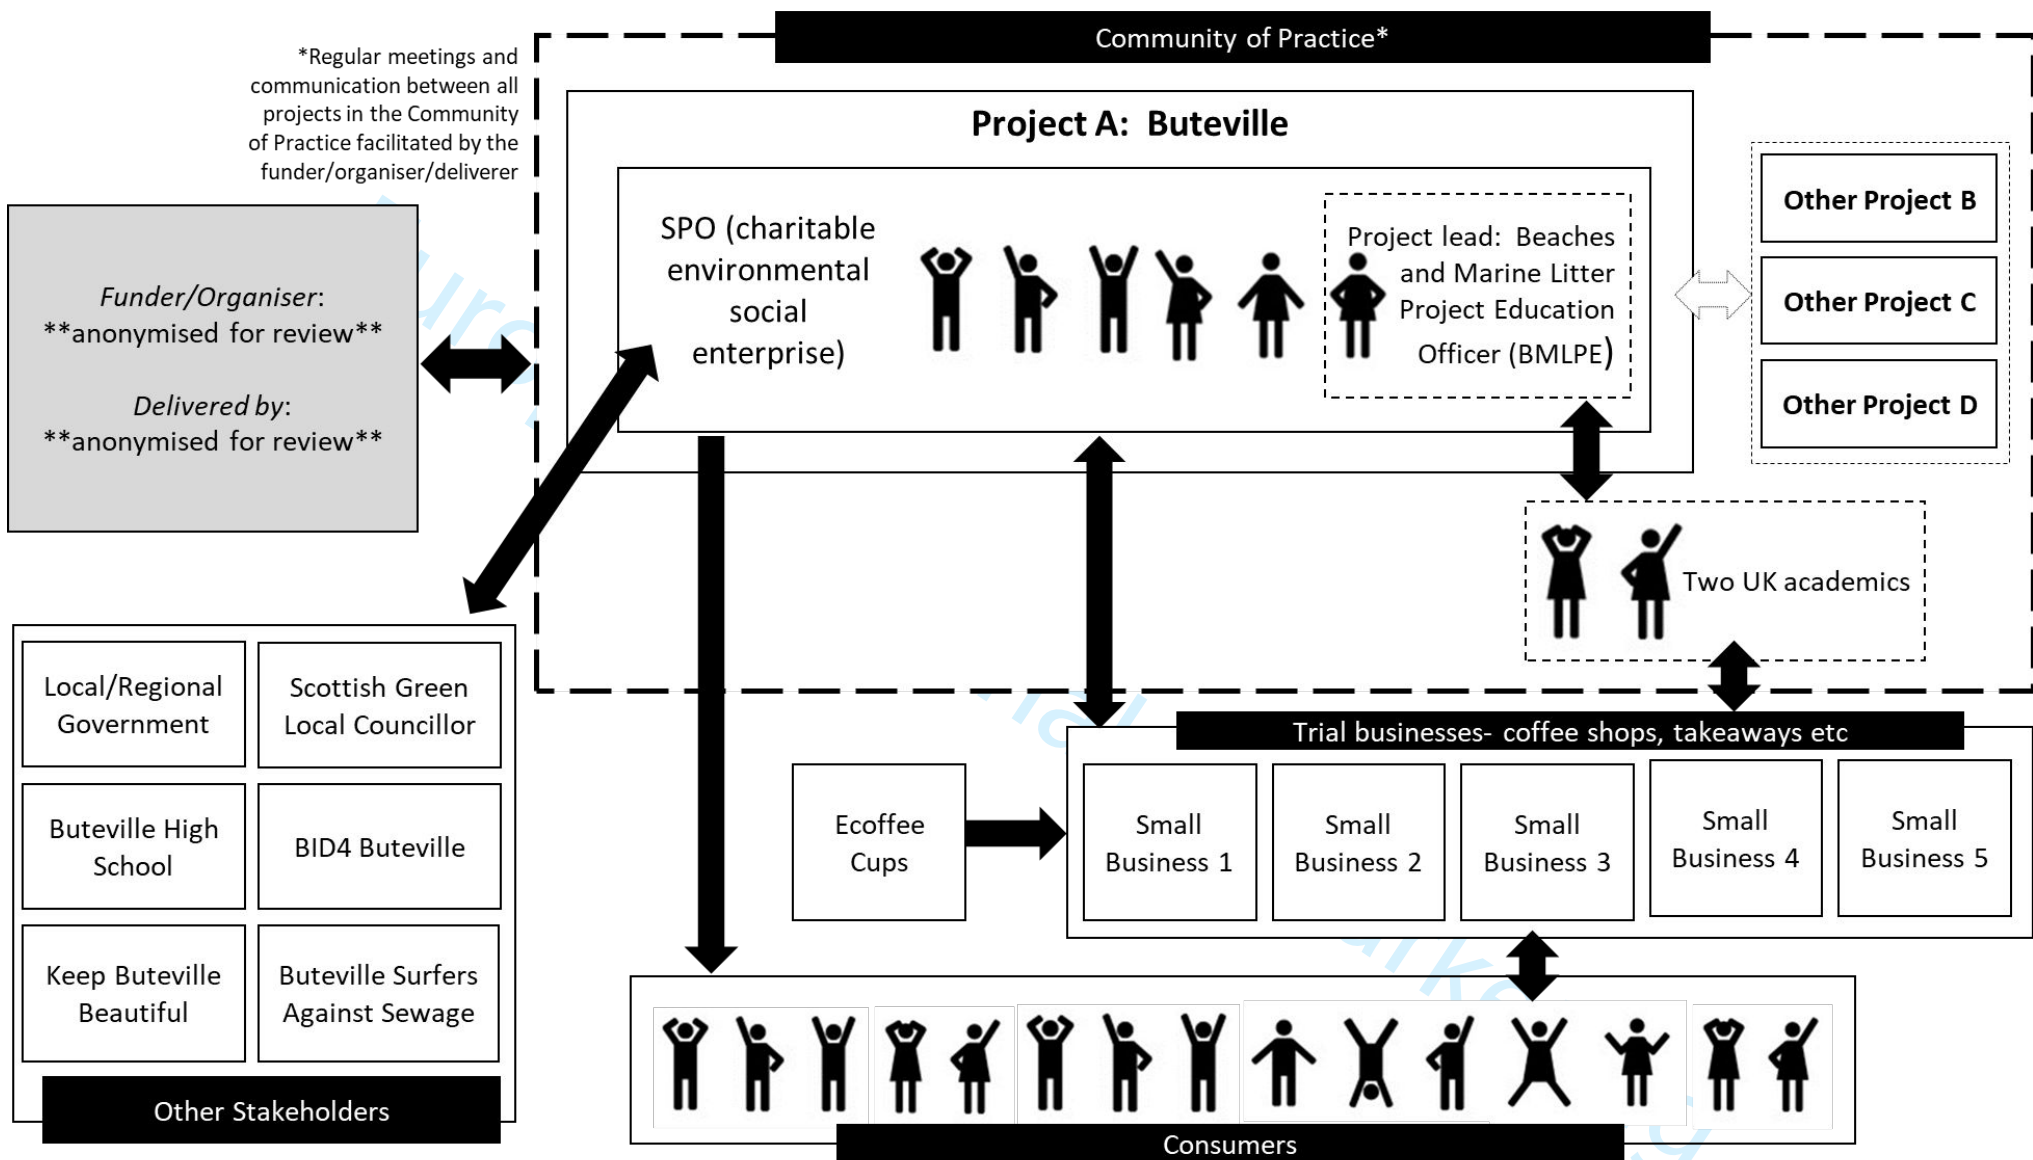 Community of Practice*
*Regular meetings and
communication between all
projects in the Community
of Practice facilitated by the
funder/organiser/deliverer
Project A:  Buteville
SPO (charitable
environmental
social
enterprise)
Project lead:  Beaches
and Marine Litter
Project Education
Officer (BMLPE)
Other Project B
Other Project C
Other Project D
Funder/Organiser:
**anonymised for review**
Delivered by:
**anonymised for review**
Two UK academics
Local/Regional
Government
Scottish Green
Local Councillor
Buteville High
School
BID4 Buteville
Keep Buteville
Beautiful
Buteville Surfers
Against Sewage
Other Stakeholders
Trial businesses- coffee shops, takeaways etc
Ecoffee
Cups
Small
Business 1
Small
Business 2
Small
Business 3
Small
Business 4
Small
Business 5
Consumers